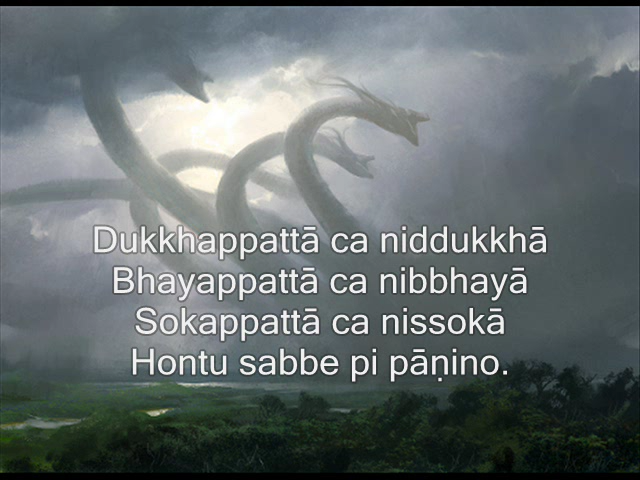 Dukkhappattā ca niddukkhā
Bhayappattā ca nibbhayā
Sokappattā ca nissokā
Hontu sabbe pi pāṇino.